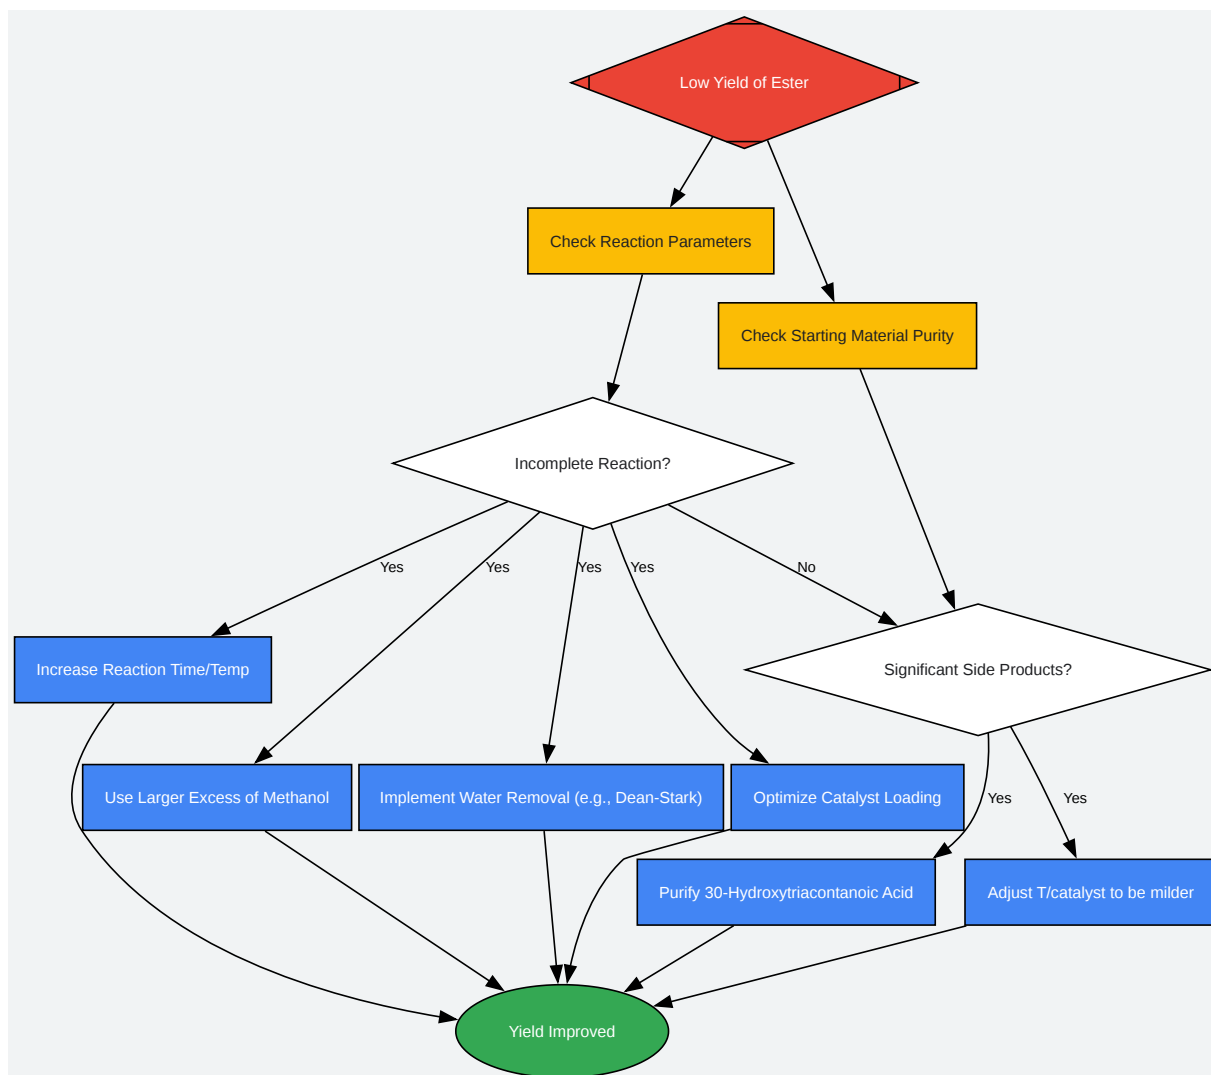 Low Yield of Ester
Check Reaction Parameters
Check Starting Material Purity
Incomplete Reaction?
Yes
Yes
Yes
Yes
No
Increase Reaction Time/Temp
Significant Side Products?
Use Larger Excess of Methanol
Implement Water Removal (e.g., Dean-Stark)
Optimize Catalyst Loading
Yes
Yes
Purify 30-Hydroxytriacontanoic Acid
Adjust T/catalyst to be milder
Yield Improved